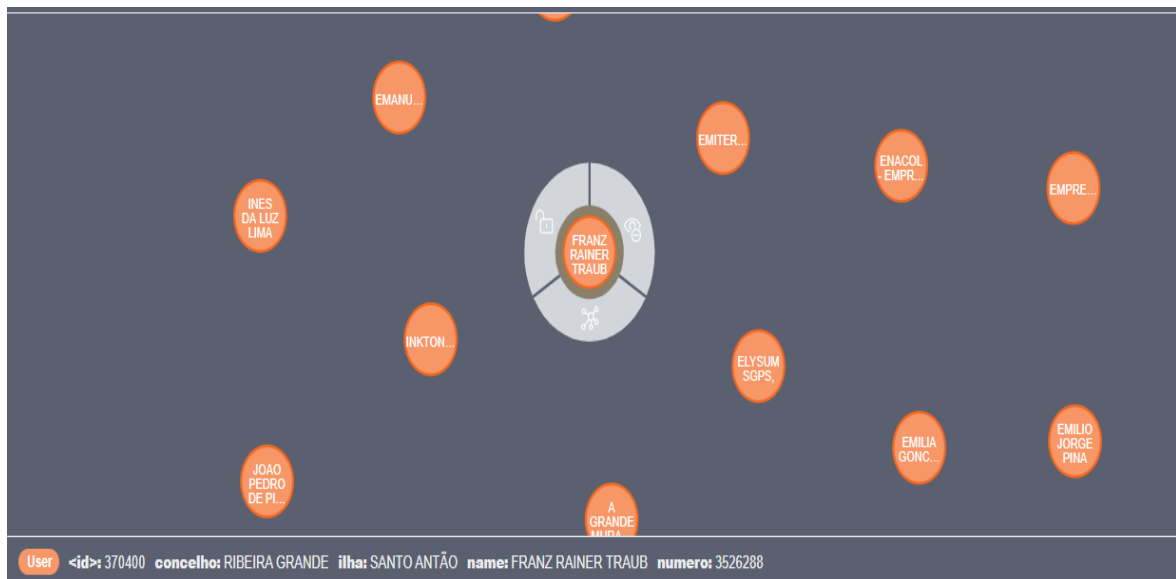 EMANU...
EMITER...
ENACOL
- EMPR...
EMPRE...
INES
DA LUZ
LIMA
FRANZ
RAINER
TRAUB
INKTON...
ELYSUM
SGPS,
EMILIA
GONC...
EMILIO
JORGE
PINA
JOAO
PEDRO
DE PI...
A
GRANDE
User <id>: 370400 concelho: RIBEIRA GRANDE ilha: SANTO ANTÃO name: FRANZ RAINER TRAUB numero: 3526288